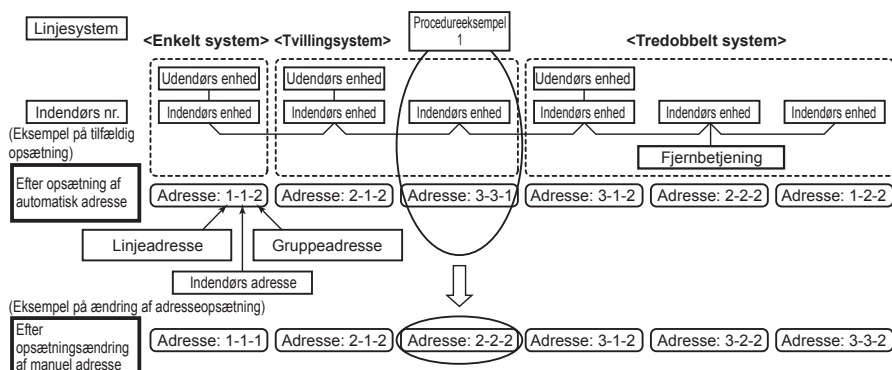 Linjesystem
<Enkelt system>
<Tvillingsystem>
Procedureeksempel
1
<Tredobbelt system>
Udendørs enhed
Udendørs enhed
Udendørs enhed
Indendørs nr.
Indendørs enhed
Indendørs enhed
Indendørs enhed
Indendørs enhed
Indendørs enhed
Indendørs enhed
(Eksempel på tilfældig
opsætning)
Fjernbetjening
Efter opsætning af
automatisk adresse
Adresse: 1-1-2
Adresse: 2-1-2
Adresse: 3-3-1
Adresse: 3-1-2
Adresse: 2-2-2
Adresse: 1-2-2
Linjeadresse
Gruppeadresse
Indendørs adresse
(Eksempel på ændring af adresseopsætning)
Efter
opsætningsændring
af manuel adresse
Adresse: 1-1-1
Adresse: 2-1-2
Adresse: 2-2-2
Adresse: 3-1-2
Adresse: 3-2-2
Adresse: 3-3-2